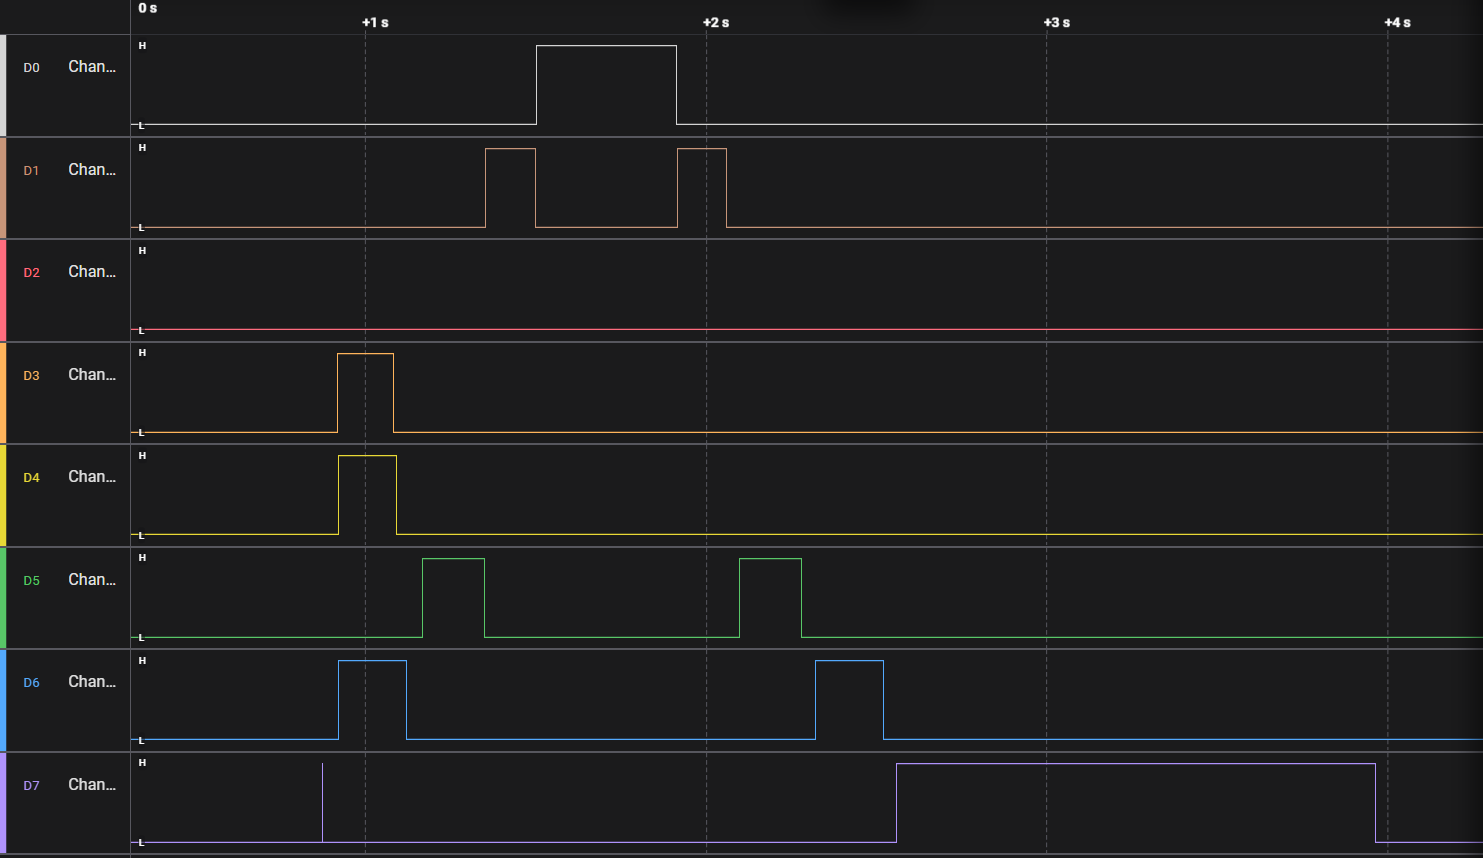 0 s
+1 s +2 s +3 s +4 s
H
D0 Chan...
L
H
D1 Chan...
L
H
D2 Chan...
L
H
D3 Chan...
L
H
D4 Chan...
L
H
D5 Chan...
L
H
D6 Chan...
L
H
D7 Chan...
L